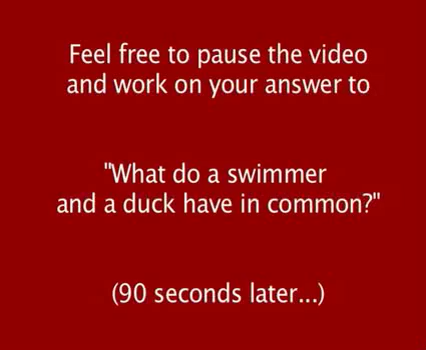 Feel free to pause the video
and work on your answer to
"What do a swimmer
and a duck have in common?"
(90 seconds later...)